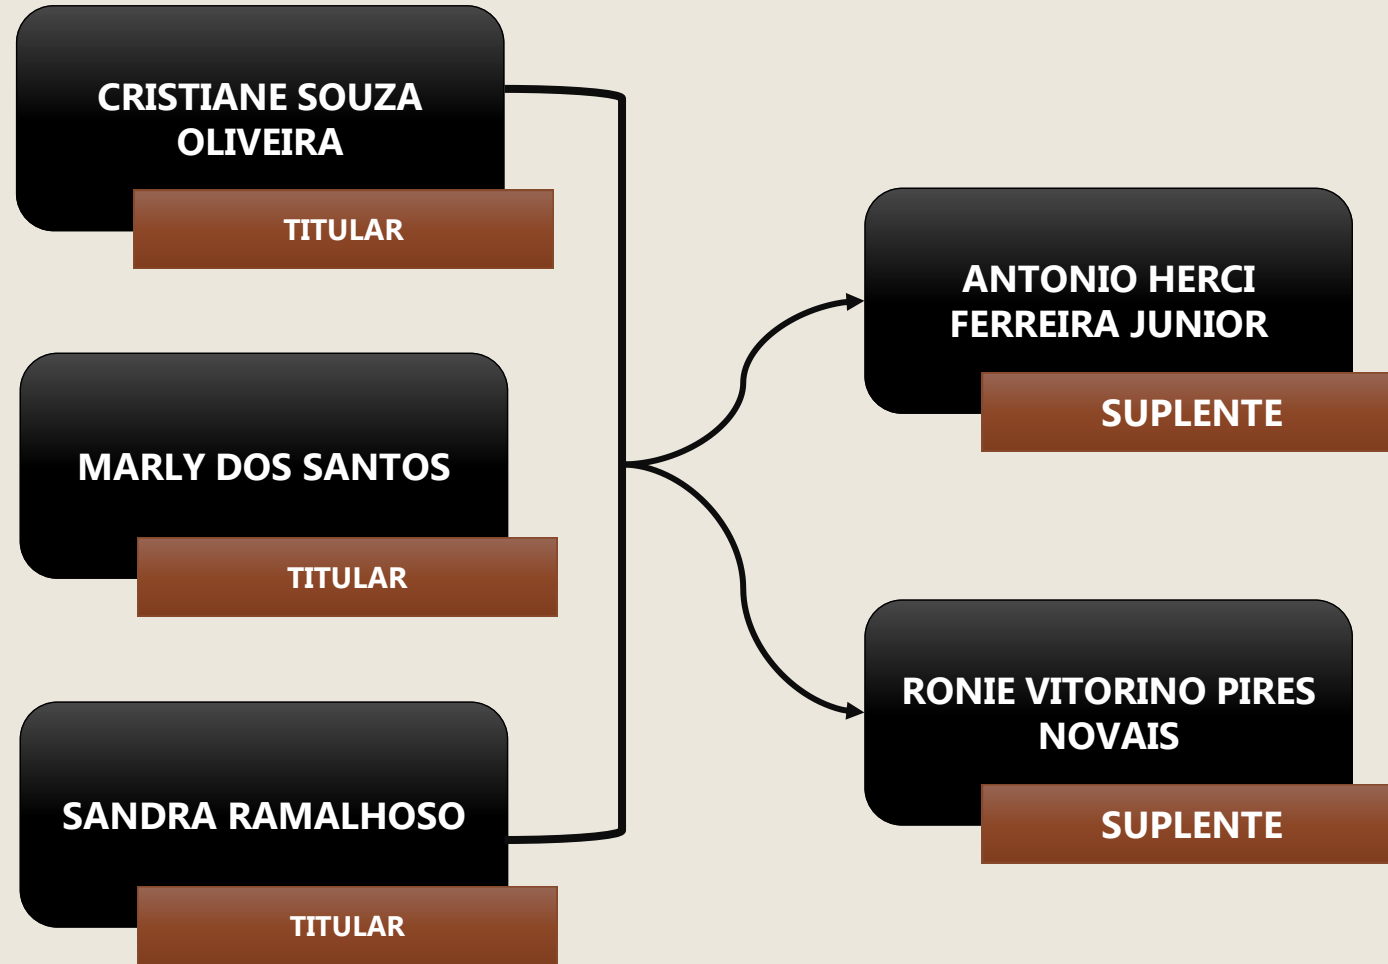 CRISTIANE SOUZA
OLIVEIRA
TITULAR
MARLY DOS SANTOS
TITULAR
SANDRA RAMALHOSO
TITULAR
ANTONIO HERCI
FERREIRA JUNIOR
SUPLENTE
RONIE VITORINO PIRES
NOVAIS
SUPLENTE